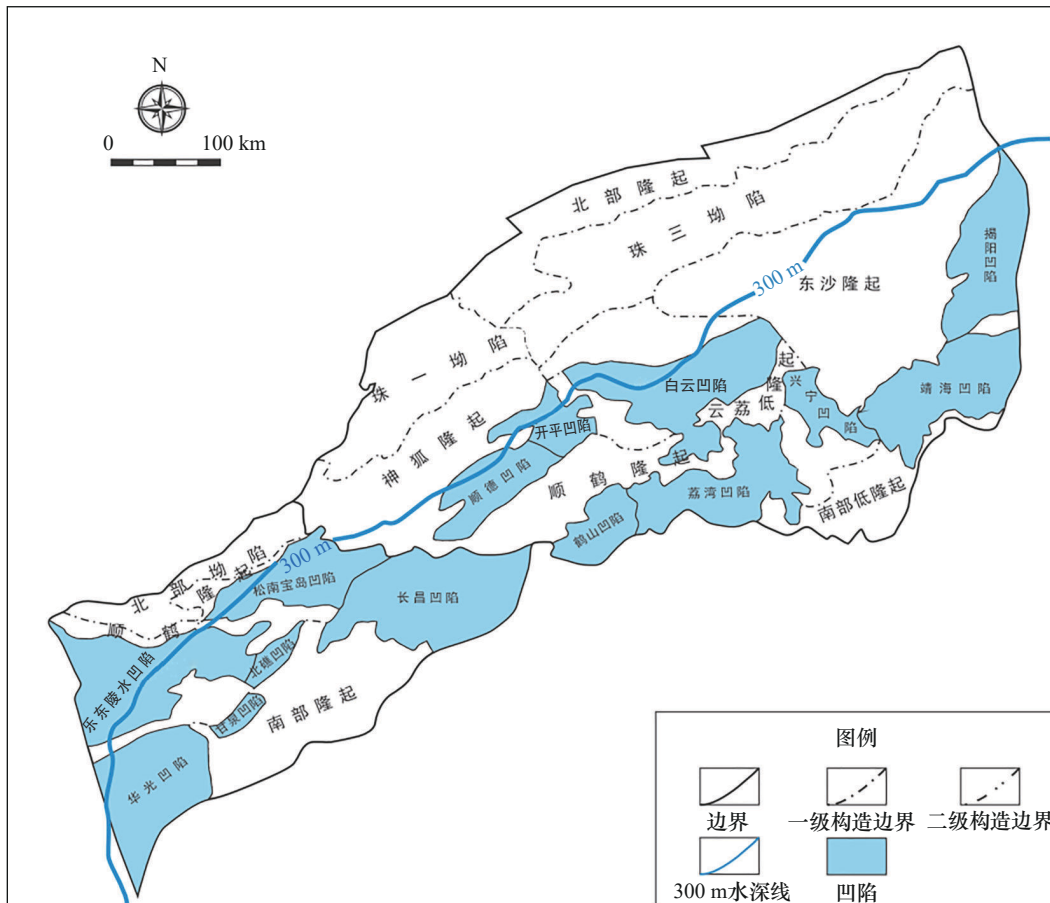 N
0 100 km
北部隆起
珠三坳陷
300 m
东沙隆起
揭阳凹陷
珠一坳陷
白云凹陷
云荔低隆起
兴宁凹陷
靖海凹陷
神狐隆起
开平凹陷
顺德凹陷
顺鹤隆起
荔湾凹陷
南部低隆起
鹤山凹陷
北部坳陷
300 m
顺鹤隆起
松南宝岛凹陷
长昌凹陷
乐东陵水凹陷
北礁凹陷
甘泉凹陷
南部隆起
华光凹陷
图例
边界
一级构造边界
二级构造边界
300 m水深线
凹陷